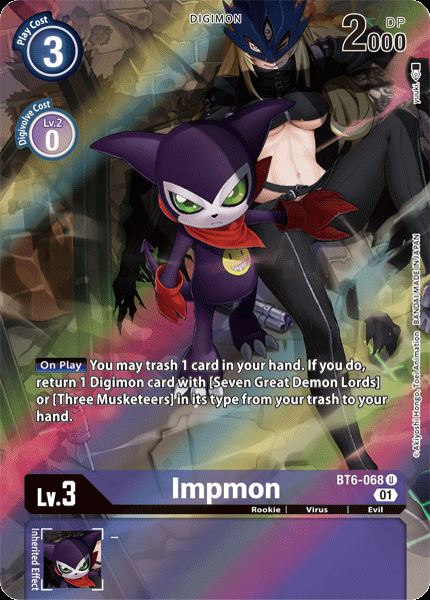 DIGIMON
Play Cost
3
DP
2000
Digivolve Cost
Lv.2
0
yuuki.
[On Play] You may trash 1 card in your hand. If you do,
return 1 Digimon card with [Seven Great Demon Lords]
or [Three Musketeers] in its type from your trash to your
hand.
© Akiyoshi Hongo, Toei Animation BANDAI MADE IN JAPAN
Lv.3
Impmon
BT6-068 U
01
Rookie | Virus | Evil
Inherited Effect
–